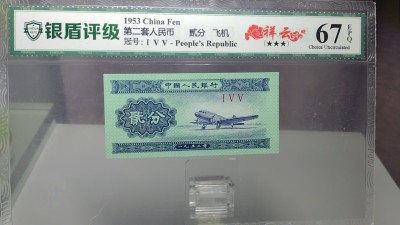 银盾评级
1953 China Fen
第二套人民币 贰分 飞机
冠号: I V V - People's Republic
祥云
(★★★)
67 EPQ
Choice Uncirculated
中国人民银行
I V V
贰分
一九五三年